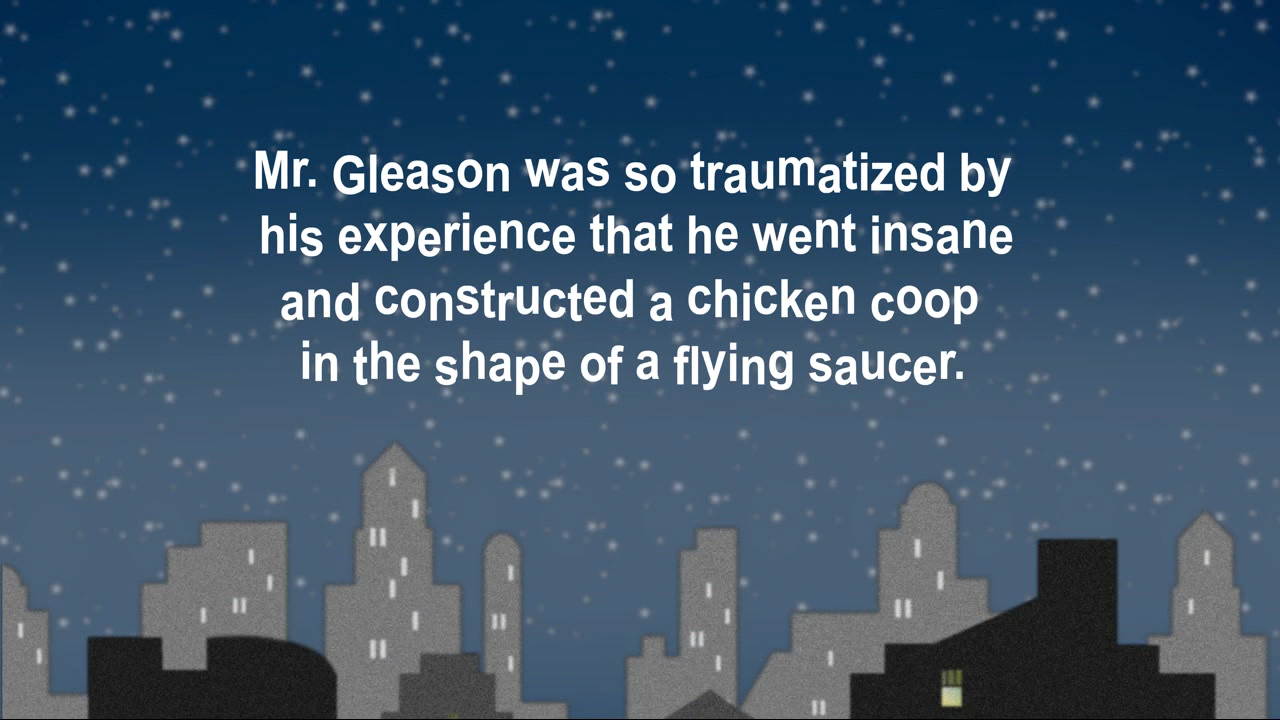 Mr. Gleason was so traumatized by
his experience that he went insane
and constructed a chicken coop
in the shape of a flying saucer.